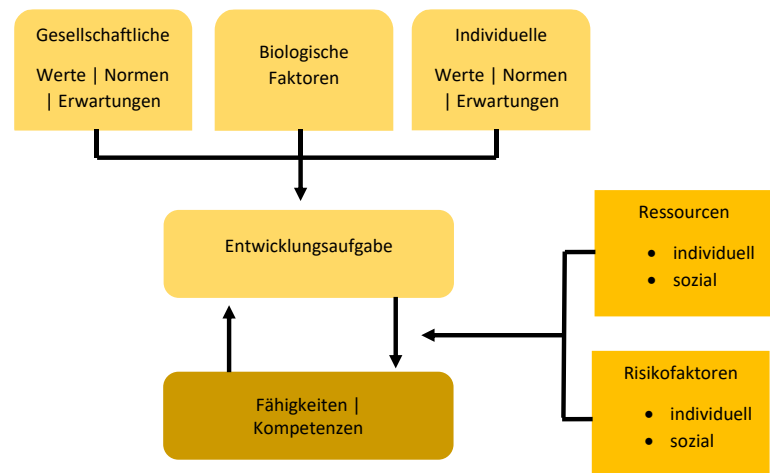 Gesellschaftliche
Werte | Normen
| Erwartungen
Biologische
Faktoren
Individuelle
Werte | Normen
| Erwartungen
Entwicklungsaufgabe
Ressourcen
• individuell
• sozial
Fähigkeiten |
Kompetenzen
Risikofaktoren
• individuell
• sozial